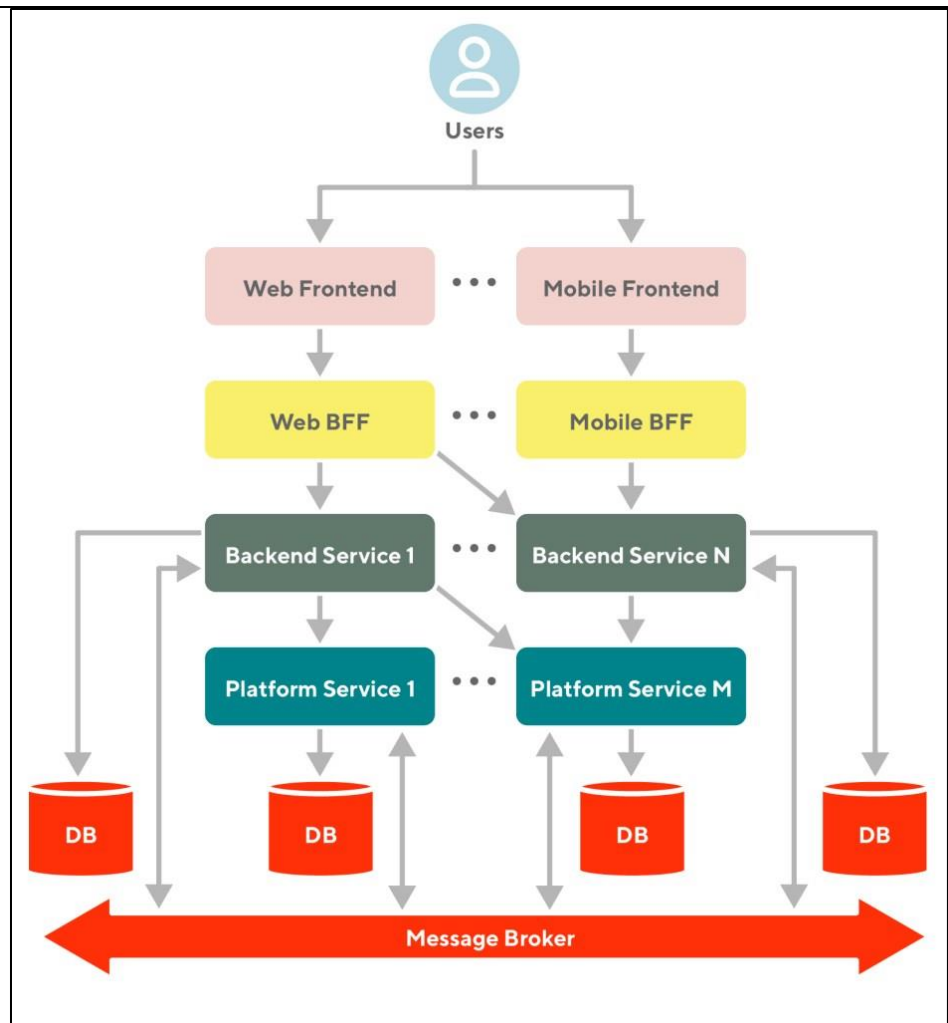 Users
Web Frontend
Mobile Frontend
Web BFF
Mobile BFF
Backend Service 1
Backend Service N
Platform Service 1
Platform Service M
DB
DB
DB
DB
Message Broker